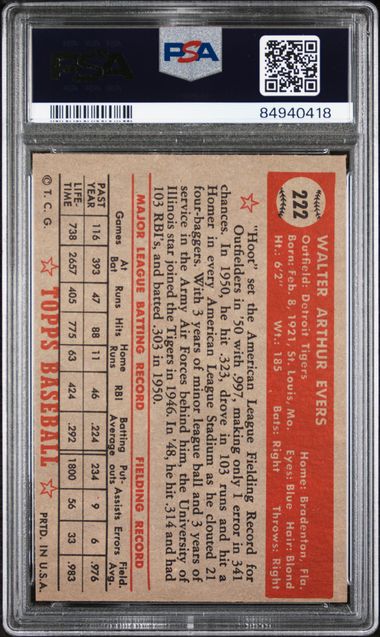 PSA
PSA
84940418
222
WALTER ARTHUR EVERS
Outfield: Detroit Tigers Home: Bradenton, Fla.
Born: Feb. 8, 1921, St. Louis, Mo. Eyes: Blue Hair: Blond
Ht.: 6'2" Wt.: 185 Bats: Right Throws: Right
"Hoot" set the American League Fielding Record for
Outfielders in '50 with .997, making only 1 error in 341
chances. In 1950, he hit .323, drove in 103 runs and hit a
Homer in every American League Stadium as he clouted 21
four-baggers. With 3 years of minor league ball and 3 years of
service in the Army Air Forces behind him, the University of
Illinois star joined the Tigers in 1946. In '48, he hit .314 and had
103 RBI's, and batted .303 in 1950.
MAJOR LEAGUE BATTING RECORD FIELDING RECORD
Games At Bat Runs Hits Home Runs RBI Batting Average Put-outs Assists Errors Field. Avg.
PAST YEAR 116 393 47 88 11 46 .224 234 9 6 .976
LIFE-TIME 738 2657 405 775 63 424 .292 1800 56 33 .983
© T.C.G. TOPPS BASEBALL PRTD. IN U.S.A.